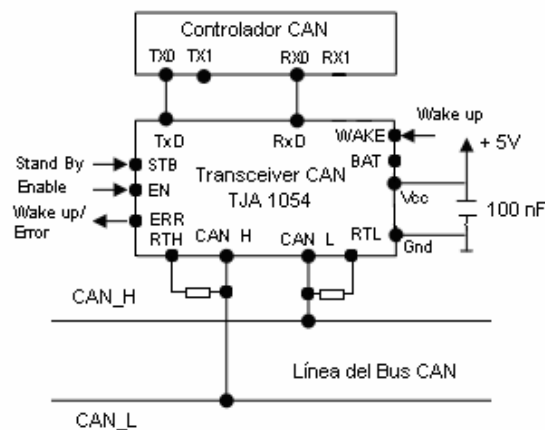 Controlador CAN
TX0 TX1 RX0 RX1
Wake up
TxD RxD WAKE
+ 5V
Stand By STB BAT
Transceiver CAN
Enable EN TJA 1054 Vcc
100 nF
Wake up/
Error
ERR
RTH CAN H CAN_L RTL Gnd
CAN_H
Línea del Bus CAN
CAN_L